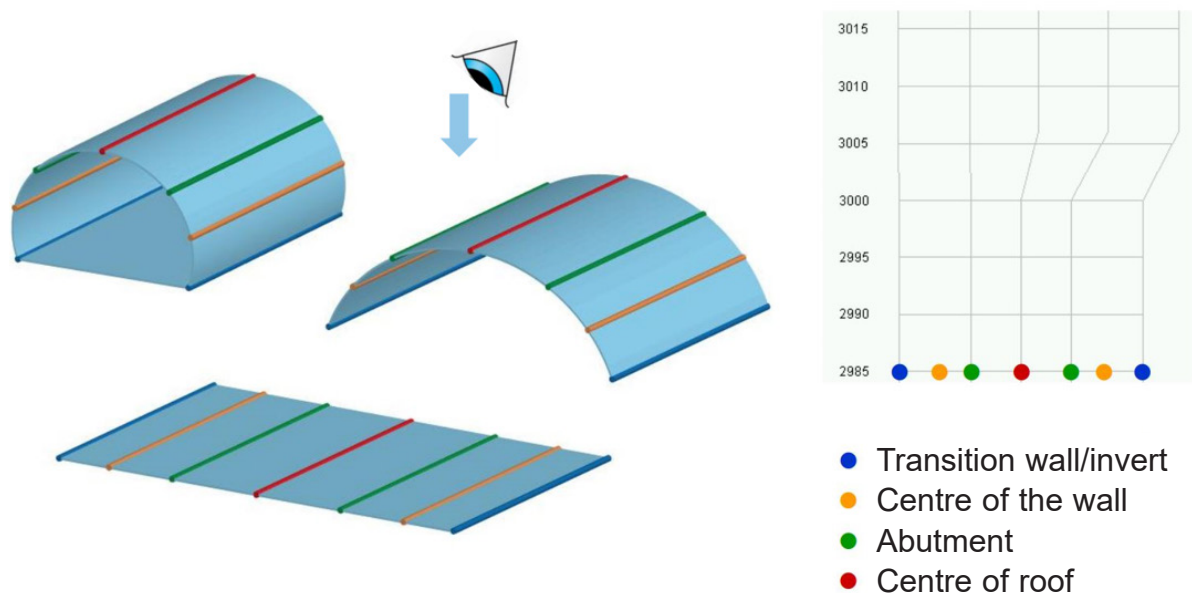 3015
3010
3005
3000
2995
2990
2985
Transition wall/invert
Centre of the wall
Abutment
Centre of roof